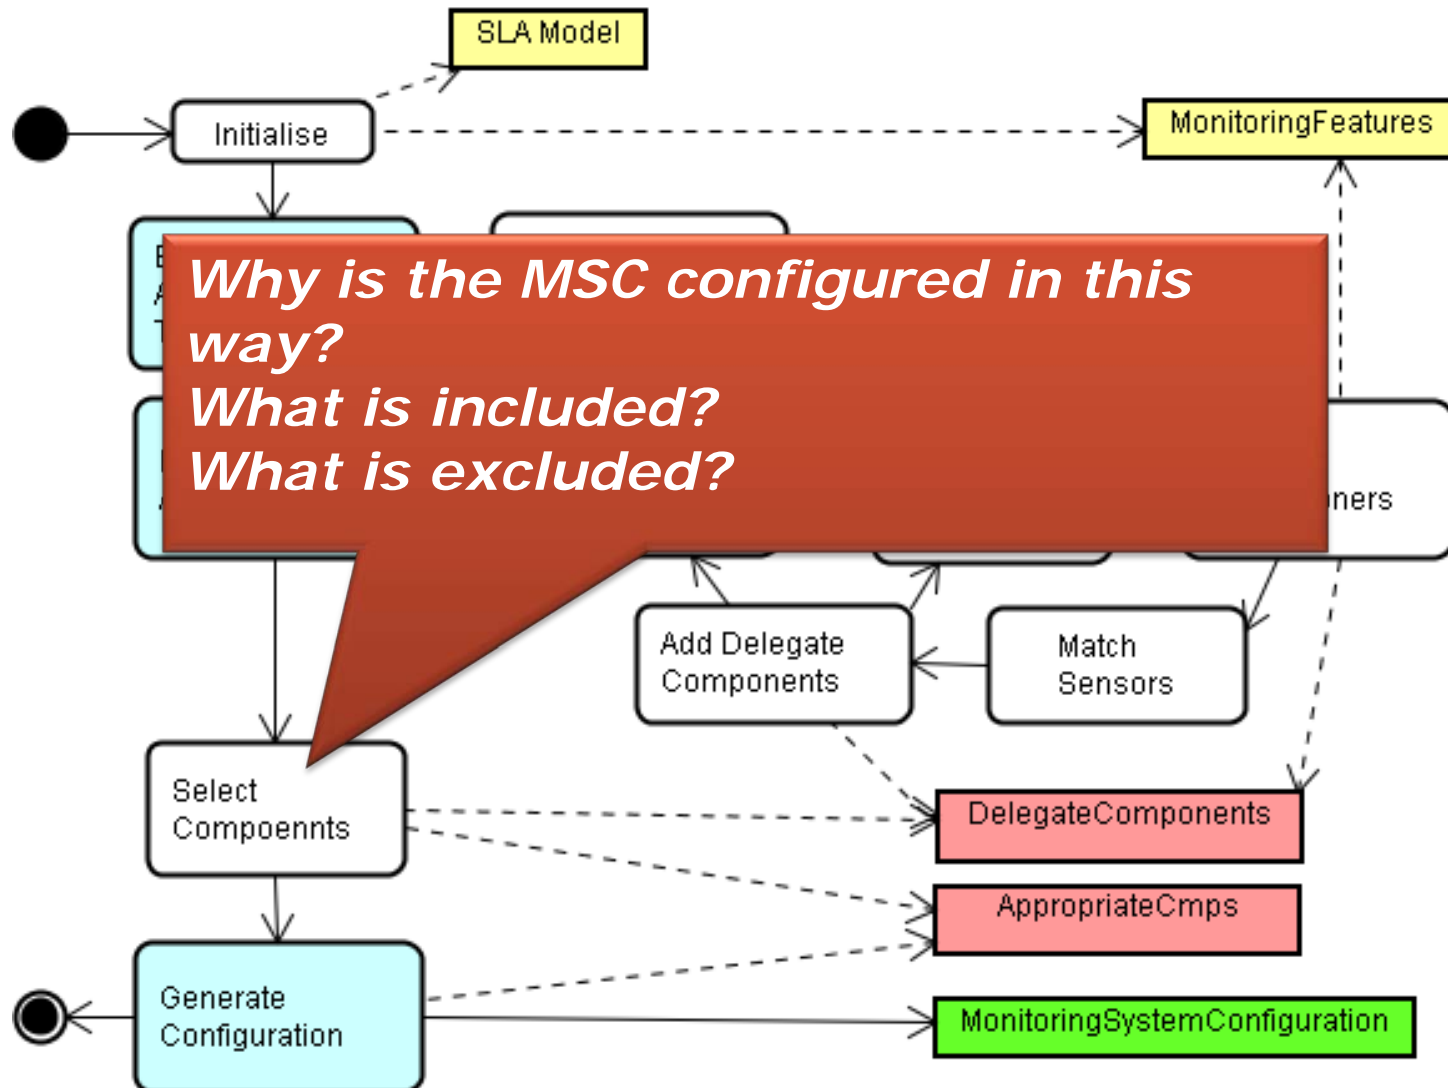 SLA Model
Initialise
MonitoringFeatures
Why is the MSC configured in this
way?
What is included?
What is excluded?
Add Delegate
Components
Match
Sensors
Select
Compoennts
DelegateComponents
AppropriateCmps
Generate
Configuration
MonitoringSystemConfiguration